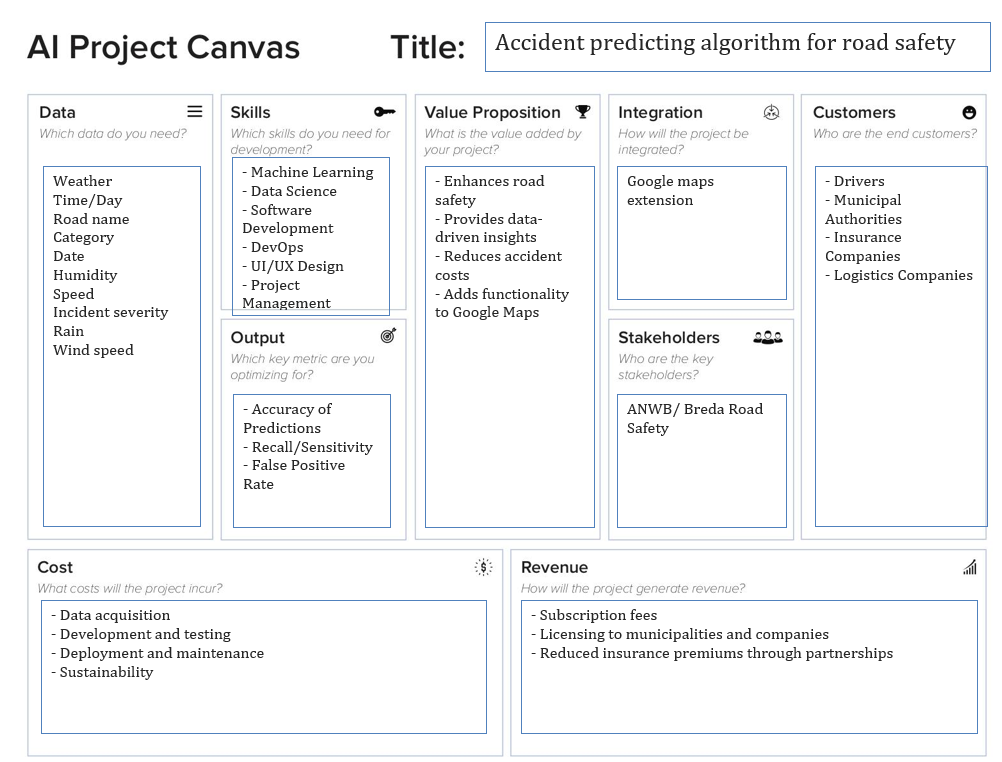 AI Project Canvas
Title:
Accident predicting algorithm for road safety
Data
Which data do you need?
Weather
Time/Day
Road name
Category
Date
Humidity
Speed
Incident severity
Rain
Wind speed
Skills
Which skills do you need for
development?
- Machine Learning
- Data Science
- Software
Development
- DevOps
- UI/UX Design
- Project
Management
Output
Which key metric are you
optimizing for?
- Accuracy of
Predictions
- Recall/Sensitivity
- False Positive
Rate
Value Proposition
What is the value added by
your project?
- Enhances road
safety
- Provides data-
driven insights
- Reduces accident
costs
- Adds functionality
to Google Maps
Integration
How will the project be
integrated?
Google maps
extension
Stakeholders
Who are the key
stakeholders?
ANWB/ Breda Road
Safety
Customers
Who are the end customers?
- Drivers
- Municipal
Authorities
- Insurance
Companies
- Logistics Companies
Cost
What costs will the project incur?
- Data acquisition
- Development and testing
- Deployment and maintenance
- Sustainability
Revenue
How will the project generate revenue?
- Subscription fees
- Licensing to municipalities and companies
- Reduced insurance premiums through partnerships